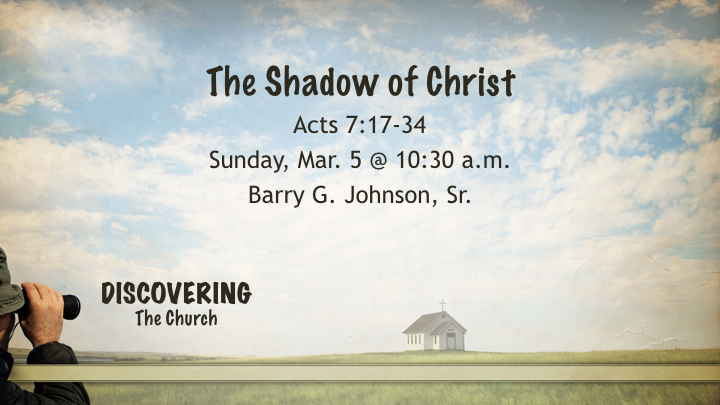 The Shadow of Christ
Acts 7:17-34
Sunday, Mar. 5 @ 10:30 a.m.
Barry G. Johnson, Sr.
DISCOVERING
The Church